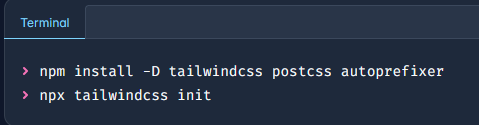 Terminal
› npm install -D tailwindcss postcss autoprefixer
› npx tailwindcss init